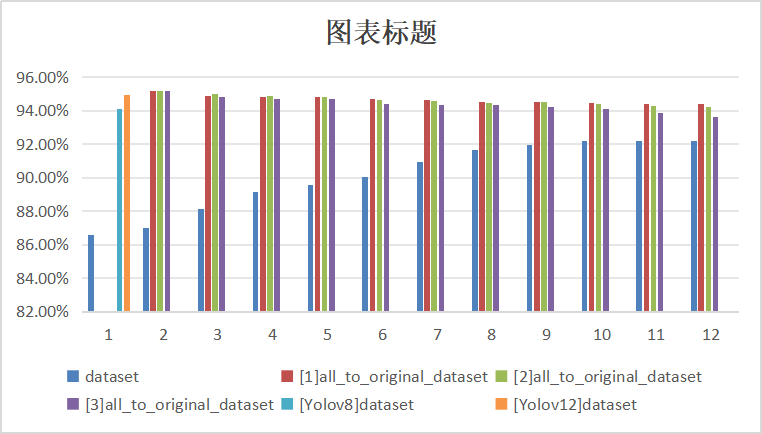 图表标题
96.00%
94.00%
92.00%
90.00%
88.00%
86.00%
84.00%
82.00%
1 2 3 4 5 6 7 8 9 10 11 12
dataset [1]all_to_original_dataset [2]all_to_original_dataset
[3]all_to_original_dataset [Yolov8]dataset [Yolov12]dataset